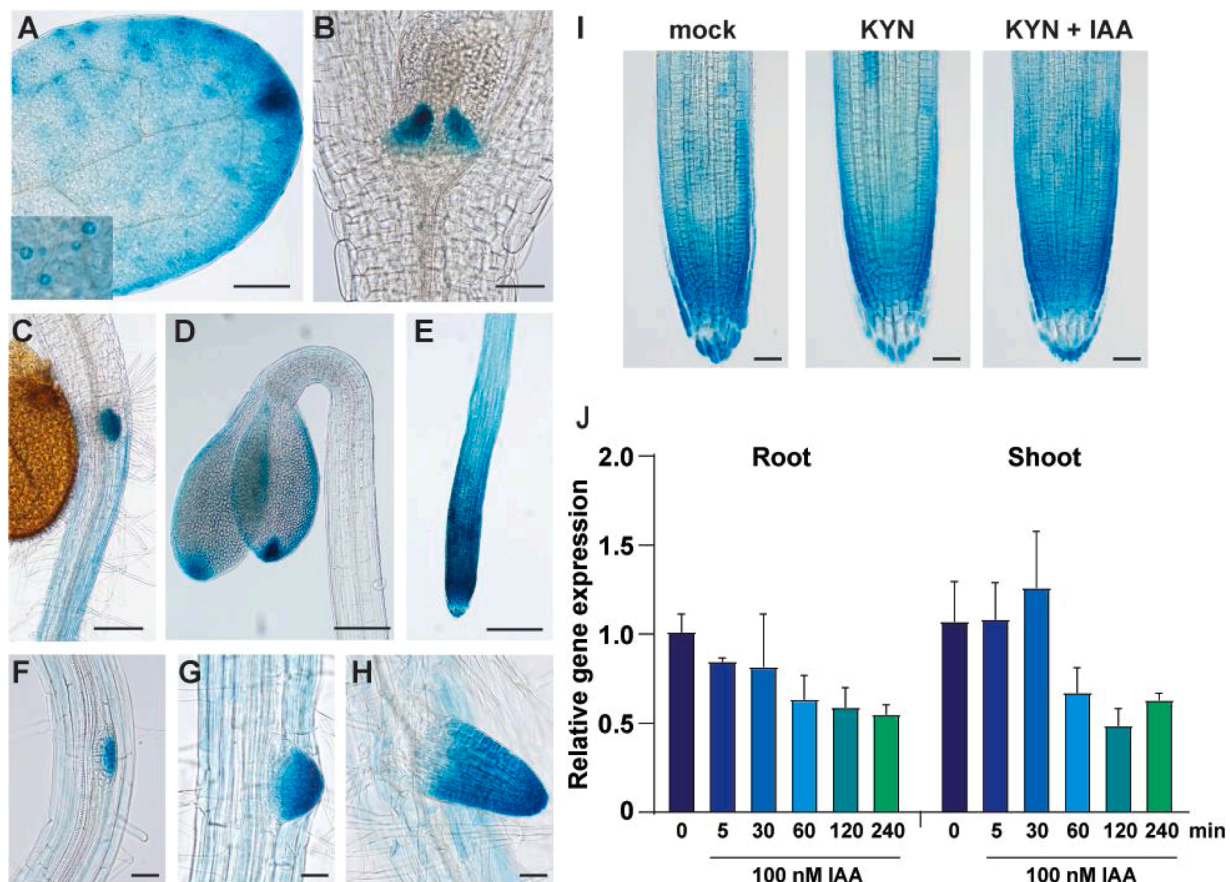 A
B
C
D
E
F
G
H
I
mock KYN KYN + IAA
J
Root Shoot
Relative gene expression
2.0
1.5
1.0
0.5
0
0 5 30 60 120 240 0 5 30 60 120 240 min
100 nM IAA 100 nM IAA